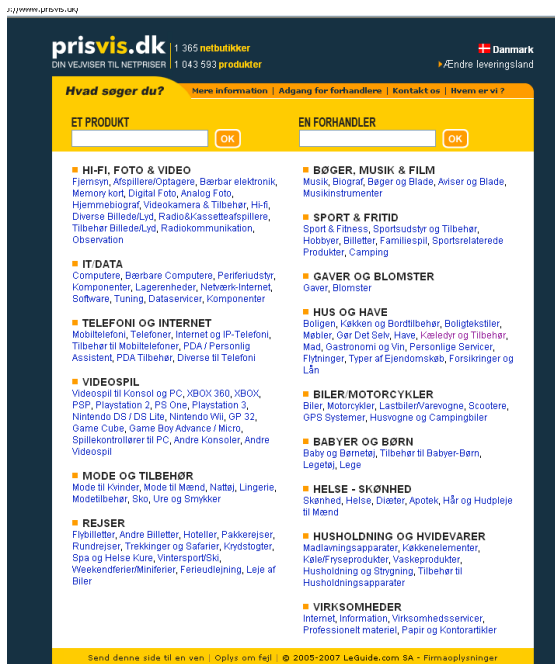 ://www.prisvis.dk/
prisvis.dk
1 365 netbutikker
DIN VEJVISER TIL NETPRISER
1 043 593 produkter
Danmark
Ændre leveringsland
Hvad søger du?
Mere information | Adgang for forhandlere | Kontakt os | Hvem er vi ?
ET PRODUKT
OK
EN FORHANDLER
OK
HI-FI, FOTO & VIDEO
Fjernsyn, Afspillere/Optagere, Bærbar elektronik,
Memory kort, Digital Foto, Analog Foto,
Hjemmebiograf, Videokamera & Tilbehør, Hi-fi,
Diverse Billede/Lyd, Radio&Kassetteafspillere,
Tilbehør Billede/Lyd, Radiokommunikation,
Observation
IT/DATA
Computere, Bærbare Computere, Periferiudstyr,
Komponenter, Lagerenheder, Netværk-Internet,
Software, Tuning, Dataservicer, Komponenter
TELEFONI OG INTERNET
Mobiltelefoni, Telefoner, Internet og IP-Telefoni,
Tilbehør til Mobiltelefoner, PDA / Personlig
Assistent, PDA Tilbehør, Diverse til Telefoni
VIDEOSPIL
Videospil til Konsol og PC, XBOX 360, XBOX,
PSP, Playstation 2, PS One, Playstation 3,
Nintendo DS / DS Lite, Nintendo Wii, GP 32,
Game Cube, Game Boy Advance / Micro,
Spillekontrollører til PC, Andre Konsoler, Andre
Videospil
MODE OG TILBEHØR
Mode til Kvinder, Mode til Mænd, Nattøj, Lingerie,
Modetilbehør, Sko, Ure og Smykker
REJSER
Flybilletter, Andre Billetter, Hoteller, Pakkerejser,
Rundrejser, Trekkinger og Safarier, Krydstogter,
Spa og Helse Kure, Vintersport/Ski,
Weekendferier/Miniferier, Ferieudlejning, Leje af
Biler
BØGER, MUSIK & FILM
Musik, Biograf, Bøger og Blade, Aviser og Blade,
Musikinstrumenter
SPORT & FRITID
Sport & Fitness, Sportsudstyr og Tilbehør,
Hobbyer, Billetter, Familiespil, Sportsrelaterede
Produkter, Camping
GAVER OG BLOMSTER
Gaver, Blomster
HUS OG HAVE
Boligen, Køkken og Bordtilbehør, Boligtekstiler,
Møbler, Gør Det Selv, Have, Kæledyr og Tilbehør,
Mad, Gastronomi og Vin, Personlige Servicer,
Flytninger, Typer af Ejendomskøb, Forsikringer og
Lån
BILER/MOTORCYKLER
Biler, Motorcykler, Lastbiler/Varevogne, Scootere,
GPS Systemer, Husvogne og Campingbiler
BABYER OG BØRN
Baby og Børnetøj, Tilbehør til Babyer-Børn,
Legetøj, Lege
HELSE - SKØNHED
Skønhed, Helse, Diæter, Apotek, Hår og Hudpleje
til Mænd
HUSHOLDNING OG HVIDEVARER
Madlavningsapparater, Køkkenelementer,
Køle/Fryseprodukter, Vaskeprodukter,
Husholdning og Strygning, Tilbehør til
Husholdningsapparater
VIRKSOMHEDER
Internet, Information, Virksomhedsservicer,
Professionelt materiel, Papir og Kontorartikler
Send denne side til en ven | Oplys om fejl | © 2005-2007 LeGuide.com SA - Firmaoplysninger